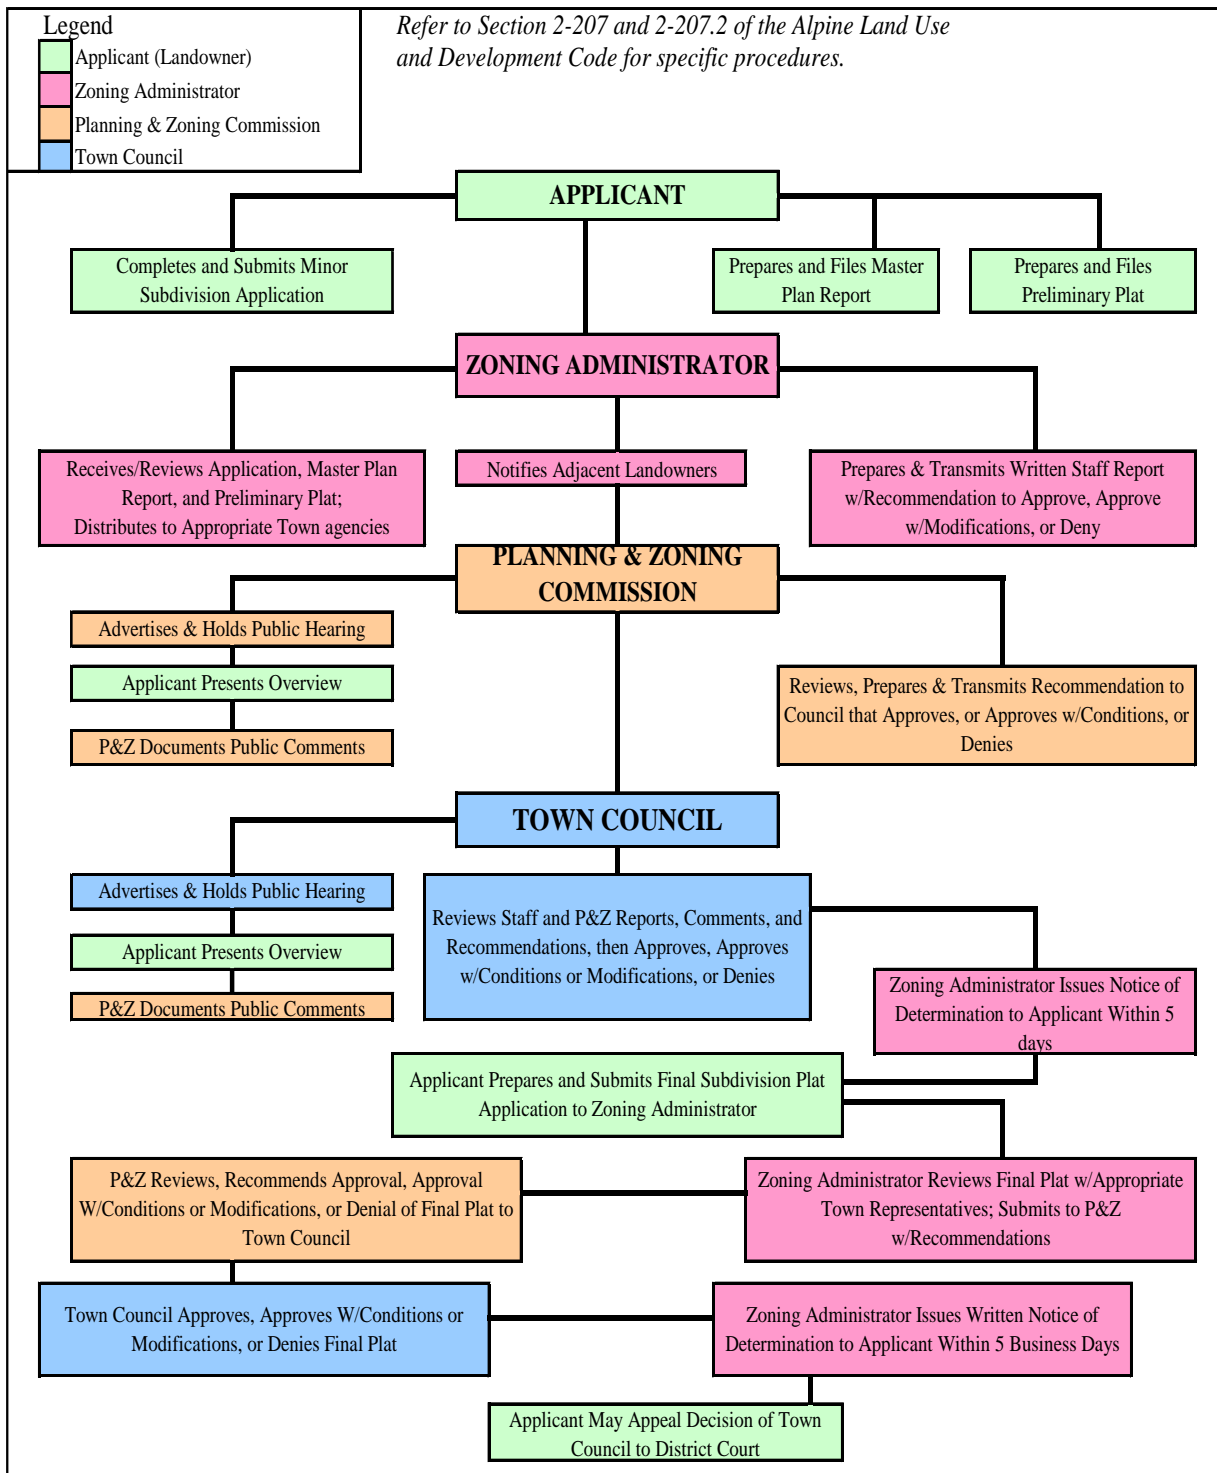 Legend
Applicant (Landowner)
Zoning Administrator
Planning & Zoning Commission
Town Council
Refer to Section 2-207 and 2-207.2 of the Alpine Land Use
and Development Code for specific procedures.
APPLICANT
Completes and Submits Minor
Subdivision Application
Prepares and Files Master
Plan Report
Prepares and Files
Preliminary Plat
ZONING ADMINISTRATOR
Receives/Reviews Application, Master Plan
Report, and Preliminary Plat;
Distributes to Appropriate Town agencies
Notifies Adjacent Landowners
Prepares & Transmits Written Staff Report
w/Recommendation to Approve, Approve
w/Modifications, or Deny
PLANNING & ZONING
COMMISSION
Advertises & Holds Public Hearing
Applicant Presents Overview
P&Z Documents Public Comments
Reviews, Prepares & Transmits Recommendation to
Council that Approves, or Approves w/Conditions, or
Denies
TOWN COUNCIL
Advertises & Holds Public Hearing
Applicant Presents Overview
P&Z Documents Public Comments
Reviews Staff and P&Z Reports, Comments, and
Recommendations, then Approves, Approves
w/Conditions or Modifications, or Denies
Zoning Administrator Issues Notice of
Determination to Applicant Within 5
days
Applicant Prepares and Submits Final Subdivision Plat
Application to Zoning Administrator
P&Z Reviews, Recommends Approval, Approval
W/Conditions or Modifications, or Denial of Final Plat to
Town Council
Zoning Administrator Reviews Final Plat w/Appropriate
Town Representatives; Submits to P&Z
w/Recommendations
Town Council Approves, Approves W/Conditions or
Modifications, or Denies Final Plat
Zoning Administrator Issues Written Notice of
Determination to Applicant Within 5 Business Days
Applicant May Appeal Decision of Town
Council to District Court